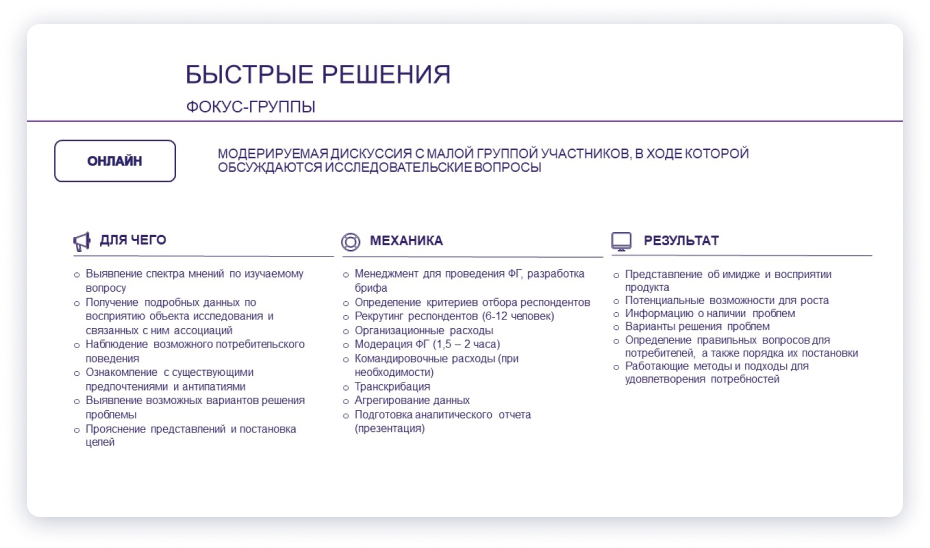 БЫСТРЫЕ РЕШЕНИЯ
ФОКУС-ГРУППЫ
ОНЛАЙН
МОДЕРИРУЕМАЯ ДИСКУССИЯ С МАЛОЙ ГРУППОЙ УЧАСТНИКОВ, В ХОДЕ КОТОРОЙ
ОБСУЖДАЮТСЯ ИССЛЕДОВАТЕЛЬСКИЕ ВОПРОСЫ
ДЛЯ ЧЕГО
o Выявление спектра мнений по изучаемому
вопросу
o Получение подробных данных по
восприятию объекта исследования и
связанных с ним ассоциаций
o Наблюдение возможного потребительского
поведения
o Ознакомление с существующими
предпочтениями и антипатиями
o Выявление возможных вариантов решения
проблемы
o Прояснение представлений и постановка
целей
МЕХАНИКА
o Менеджмент для проведения ФГ, разработка
брифа
o Определение критериев отбора респондентов
o Рекрутинг респондентов (6-12 человек)
o Организационные расходы
o Модерация ФГ (1,5 – 2 часа)
o Командировочные расходы (при
необходимости)
o Транскрибация
o Агрегирование данных
o Подготовка аналитического отчета
(презентация)
РЕЗУЛЬТАТ
o Представление об имидже и восприятии
продукта
o Потенциальные возможности для роста
o Информацию о наличии проблем
o Варианты решения проблем
o Определение правильных вопросов для
потребителей, а также порядка их постановки
o Работающие методы и подходы для
удовлетворения потребностей